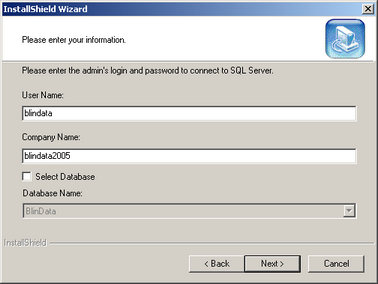 InstallShield Wizard
Please enter your information.
Please enter the admin's login and password to connect to SQL Server.
User Name:
blindata
Company Name:
blindata2005
Select Database
Database Name:
BlinData
InstallShield
< Back
Next >
Cancel